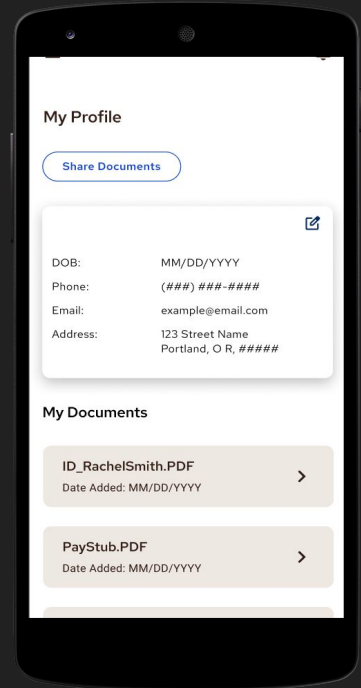 My Profile
Share Documents
DOB: MM/DD/YYYY
Phone: (###) ###-####
Email: example@email.com
Address: 123 Street Name
Portland, O R, #####
My Documents
ID_RachelSmith.PDF
Date Added: MM/DD/YYYY
PayStub.PDF
Date Added: MM/DD/YYYY